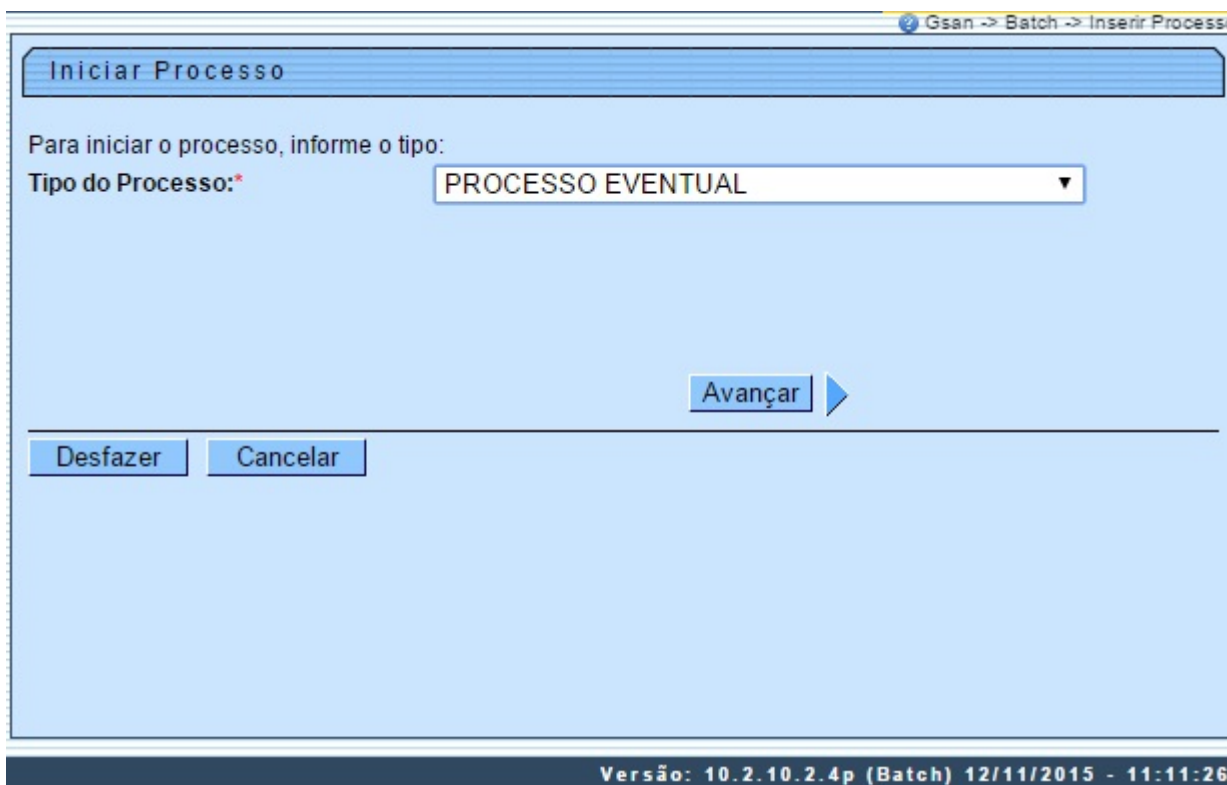 Gsan -> Batch -> Inserir Process
Iniciar Processo
Para iniciar o processo, informe o tipo:
Tipo do Processo:* PROCESSO EVENTUAL
Avançar
Desfazer Cancelar
Versão: 10.2.10.2.4p (Batch) 12/11/2015 - 11:11:26